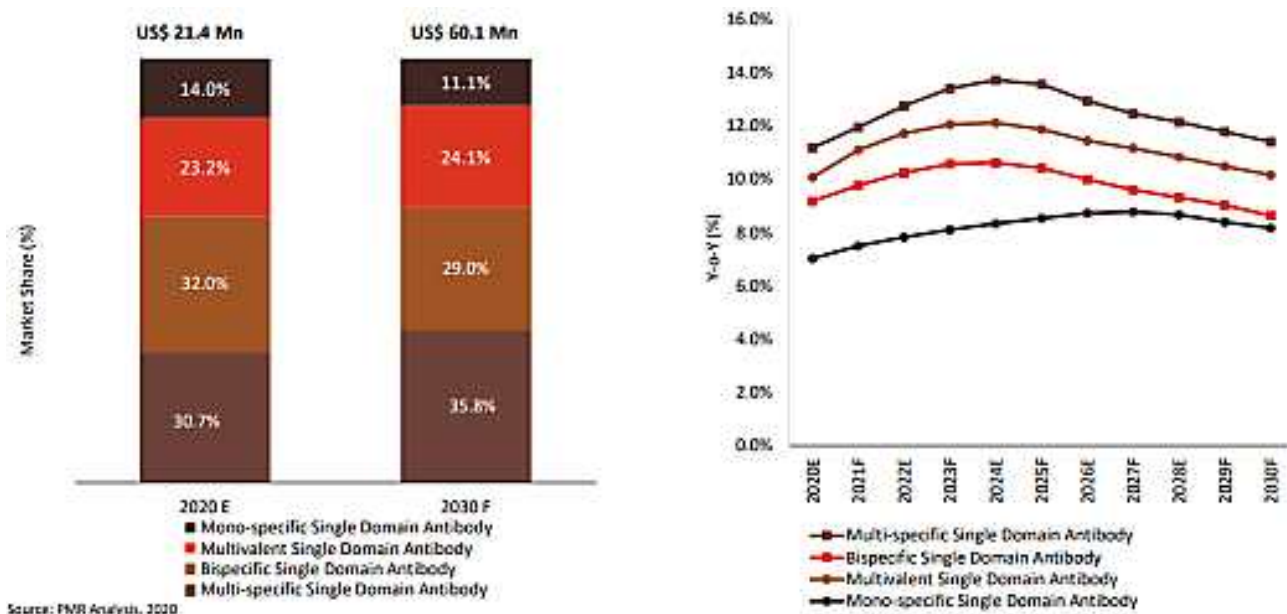 US$ 21.4 Mn
US$ 60.1 Mn
14.0%
11.1%
23.2%
24.1%
32.0%
29.0%
30.7%
35.8%
Market Share (%)
2020 E
2030 F
Mono-specific Single Domain Antibody
Multivalent Single Domain Antibody
Bispecific Single Domain Antibody
Multi-specific Single Domain Antibody
Source: PMR Analysis, 2020
16.0%
14.0%
12.0%
10.0%
8.0%
6.0%
4.0%
2.0%
0.0%
Y-o-Y [%]
2020E
2021F
2022E
2023F
2024E
2025F
2026E
2027F
2028E
2029F
2030F
Multi-specific Single Domain Antibody
Bispecific Single Domain Antibody
Multivalent Single Domain Antibody
Mono-specific Single Domain Antibody